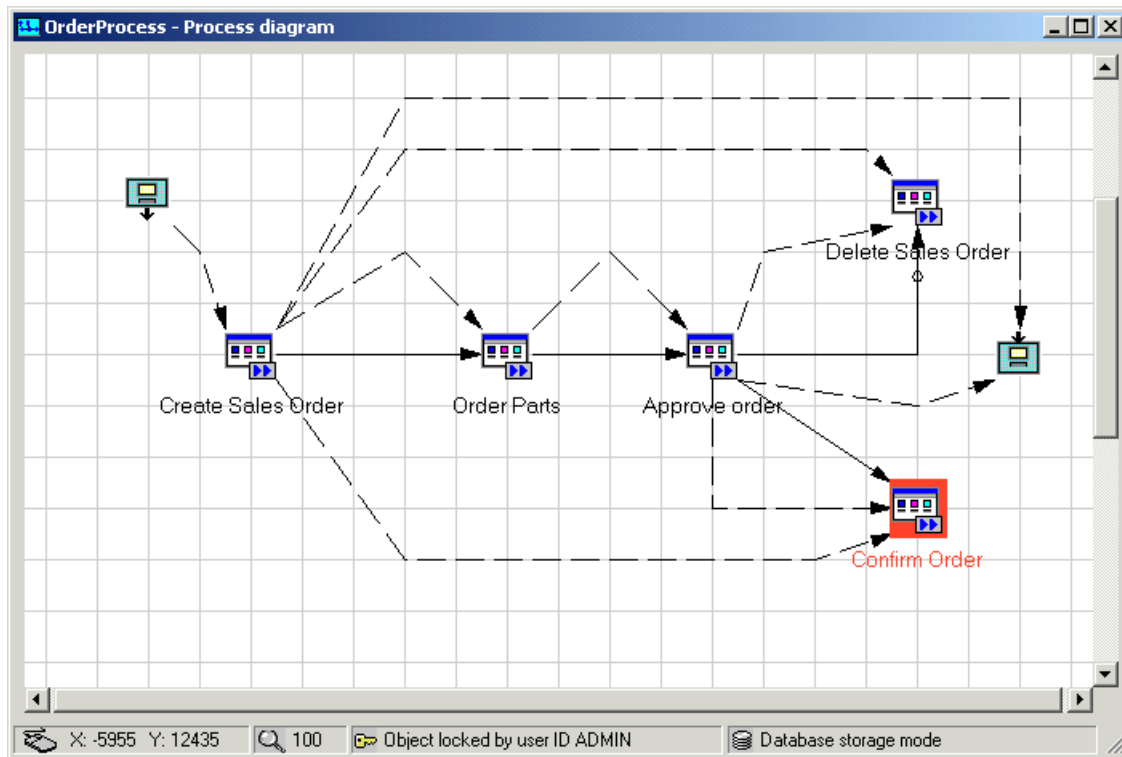 OrderProcess - Process diagram
Delete Sales Order
Create Sales Order
Order Parts
Approve order
Confirm Order
X: -5955 Y: 12435
100
Object locked by user ID ADMIN
Database storage mode